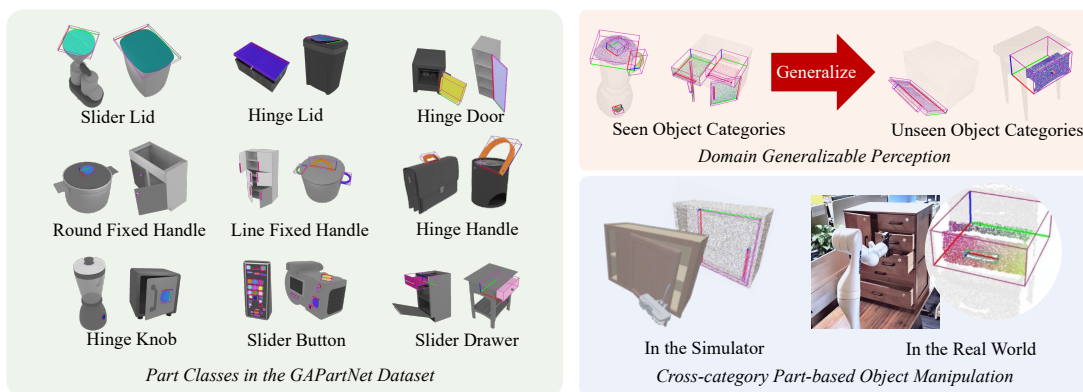 Slider Lid
Hinge Lid
Hinge Door
Round Fixed Handle
Line Fixed Handle
Hinge Handle
Hinge Knob
Slider Button
Slider Drawer
Part Classes in the GAPartNet Dataset
Generalize
Seen Object Categories
Unseen Object Categories
Domain Generalizable Perception
In the Simulator
In the Real World
Cross-category Part-based Object Manipulation